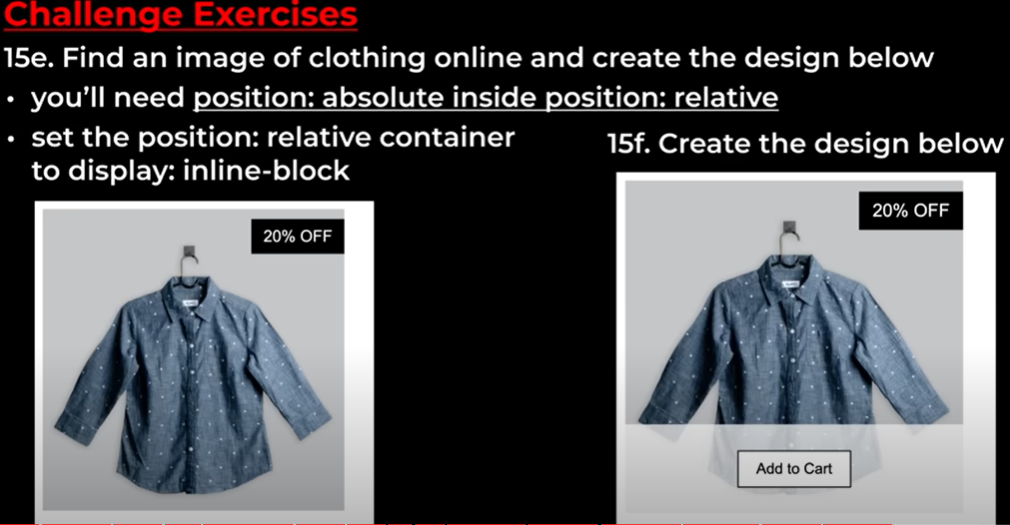 Challenge Exercises
15e. Find an image of clothing online and create the design below
• you'll need position: absolute inside position: relative
• set the position: relative container
to display: inline-block
15f. Create the design below
20% OFF
20% OFF
Add to Cart